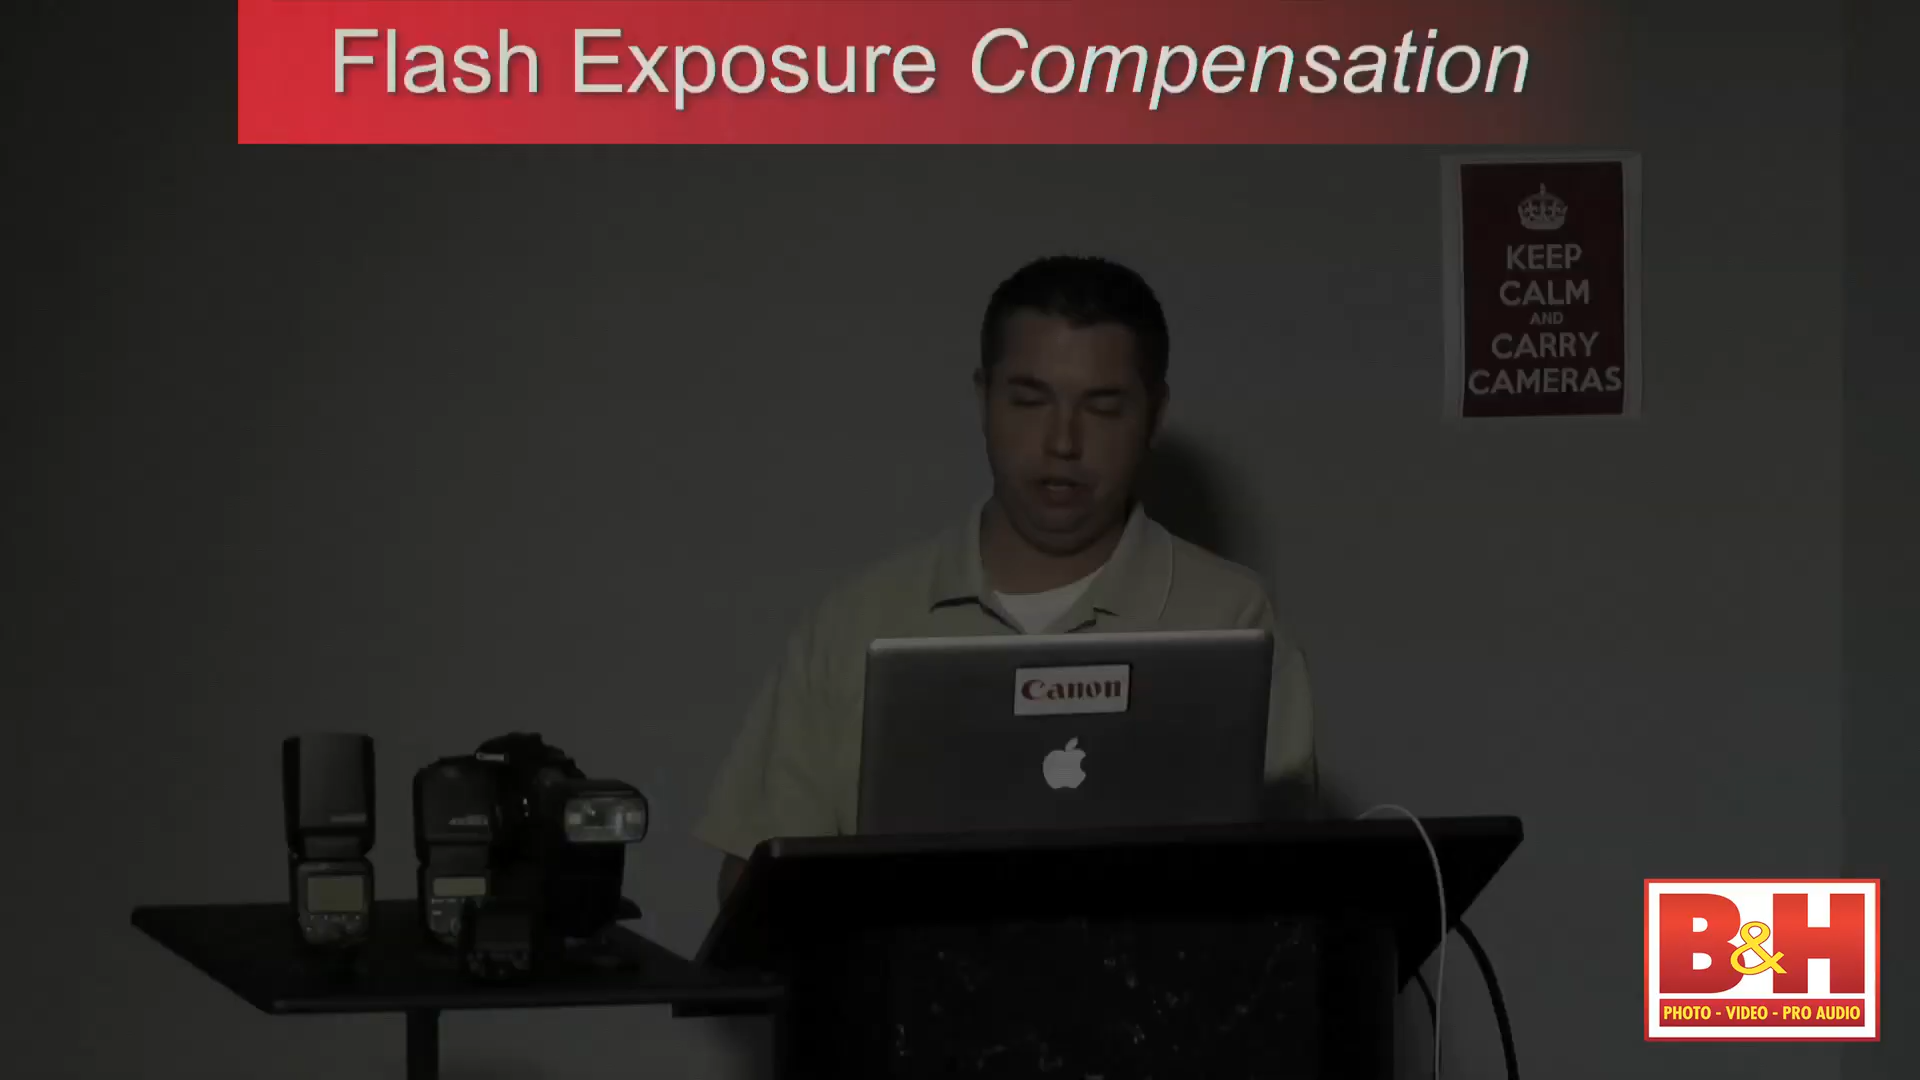 Flash Exposure Compensation
KEEP
CALM
AND
CARRY
CAMERAS
Canon
B&H
PHOTO - VIDEO - PRO AUDIO